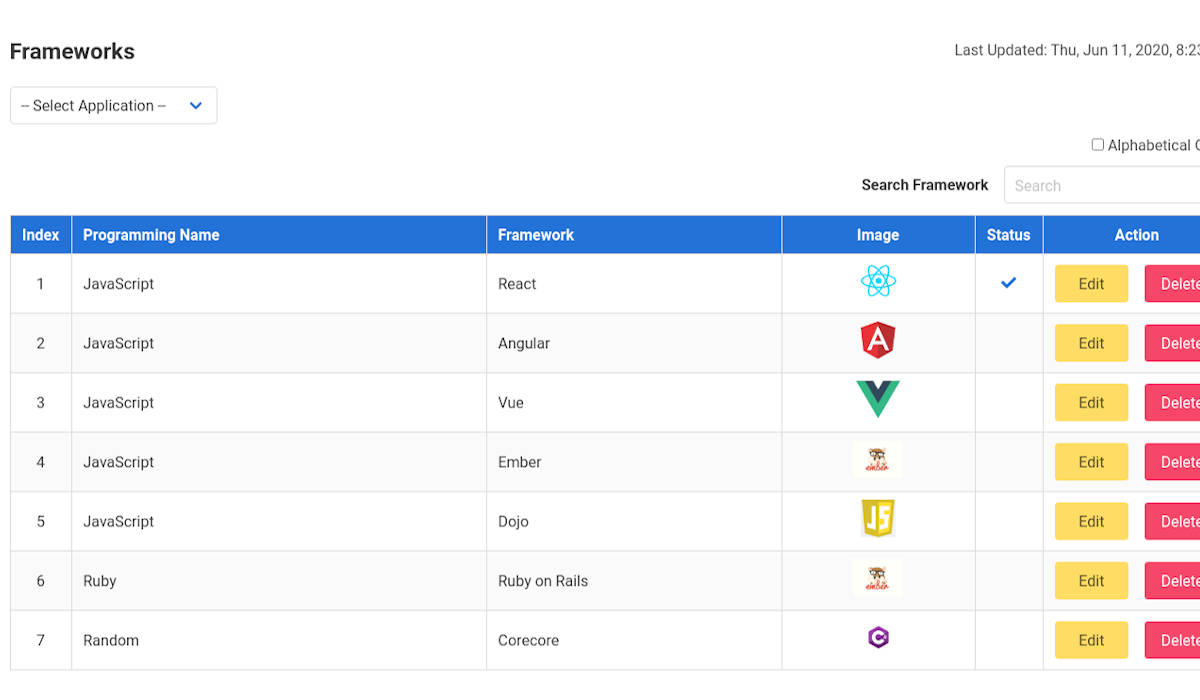 Frameworks
Last Updated: Thu, Jun 11, 2020, 8:23
-- Select Application --
Alphabetical
Search Framework Search
Index Programming Name Framework Image Status Action
1 JavaScript React Edit Delete
2 JavaScript Angular A Edit Delete
3 JavaScript Vue Edit Delete
4 JavaScript Ember ember Edit Delete
5 JavaScript Dojo JS Edit Delete
6 Ruby Ruby on Rails ember Edit Delete
7 Random Corecore C Edit Delete